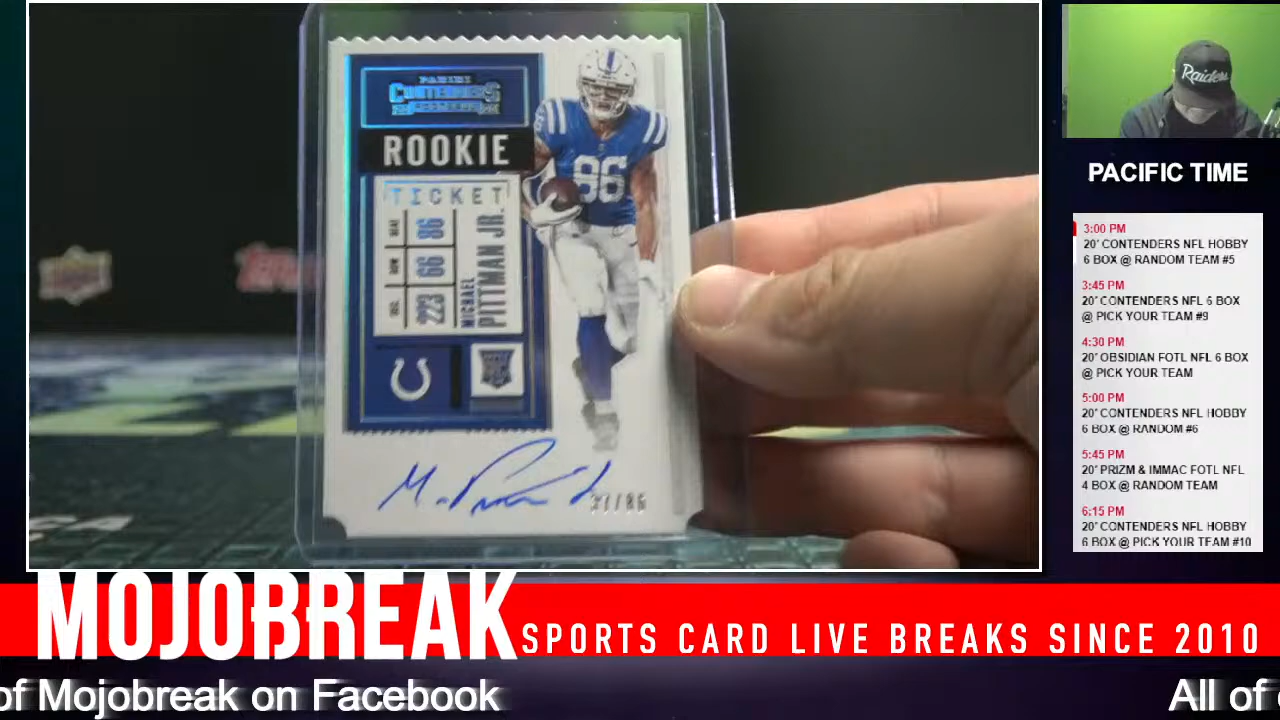 PANINI
CONTENDERS
ROOKIE
TICKET
SEAT
86
ROW
66
223
MICHAEL
PITTMAN JR.
86
Raiders
PACIFIC TIME
3:00 PM
20' CONTENDERS NFL HOBBY
6 BOX @ RANDOM TEAM #5
3:45 PM
20' CONTENDERS NFL 6 BOX
@ PICK YOUR TEAM #9
4:30 PM
20' OBSIDIAN FOTL NFL 6 BOX
@ PICK YOUR TEAM
5:00 PM
20' CONTENDERS NFL HOBBY
6 BOX @ RANDOM #6
5:45 PM
20' PRIZM & IMMAC FOTL NFL
4 BOX @ RANDOM TEAM
6:15 PM
20' CONTENDERS NFL HOBBY
6 BOX @ PICK YOUR TEAM #10
MOJOBREAK
SPORTS CARD LIVE BREAKS SINCE 2010
of Mojobreak on Facebook
All of